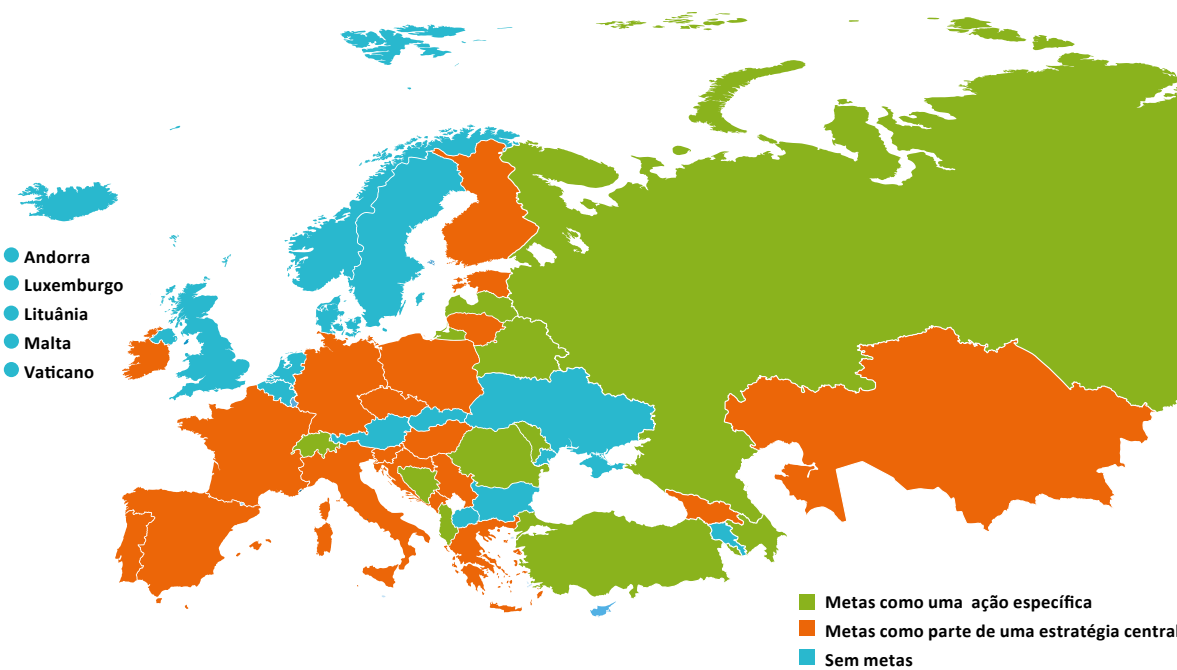 Andorra
Luxemburgo
Lituânia
Malta
Vaticano
Metas como uma ação específica
Metas como parte de uma estratégia central
Sem metas